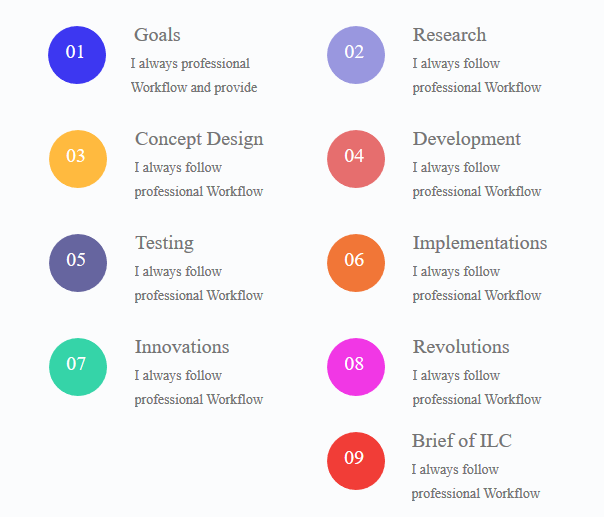 01
Goals
I always professional
Workflow and provide
02
Research
I always follow
professional Workflow
03
Concept Design
I always follow
professional Workflow
04
Development
I always follow
professional Workflow
05
Testing
I always follow
professional Workflow
06
Implementations
I always follow
professional Workflow
07
Innovations
I always follow
professional Workflow
08
Revolutions
I always follow
professional Workflow
09
Brief of ILC
I always follow
professional Workflow